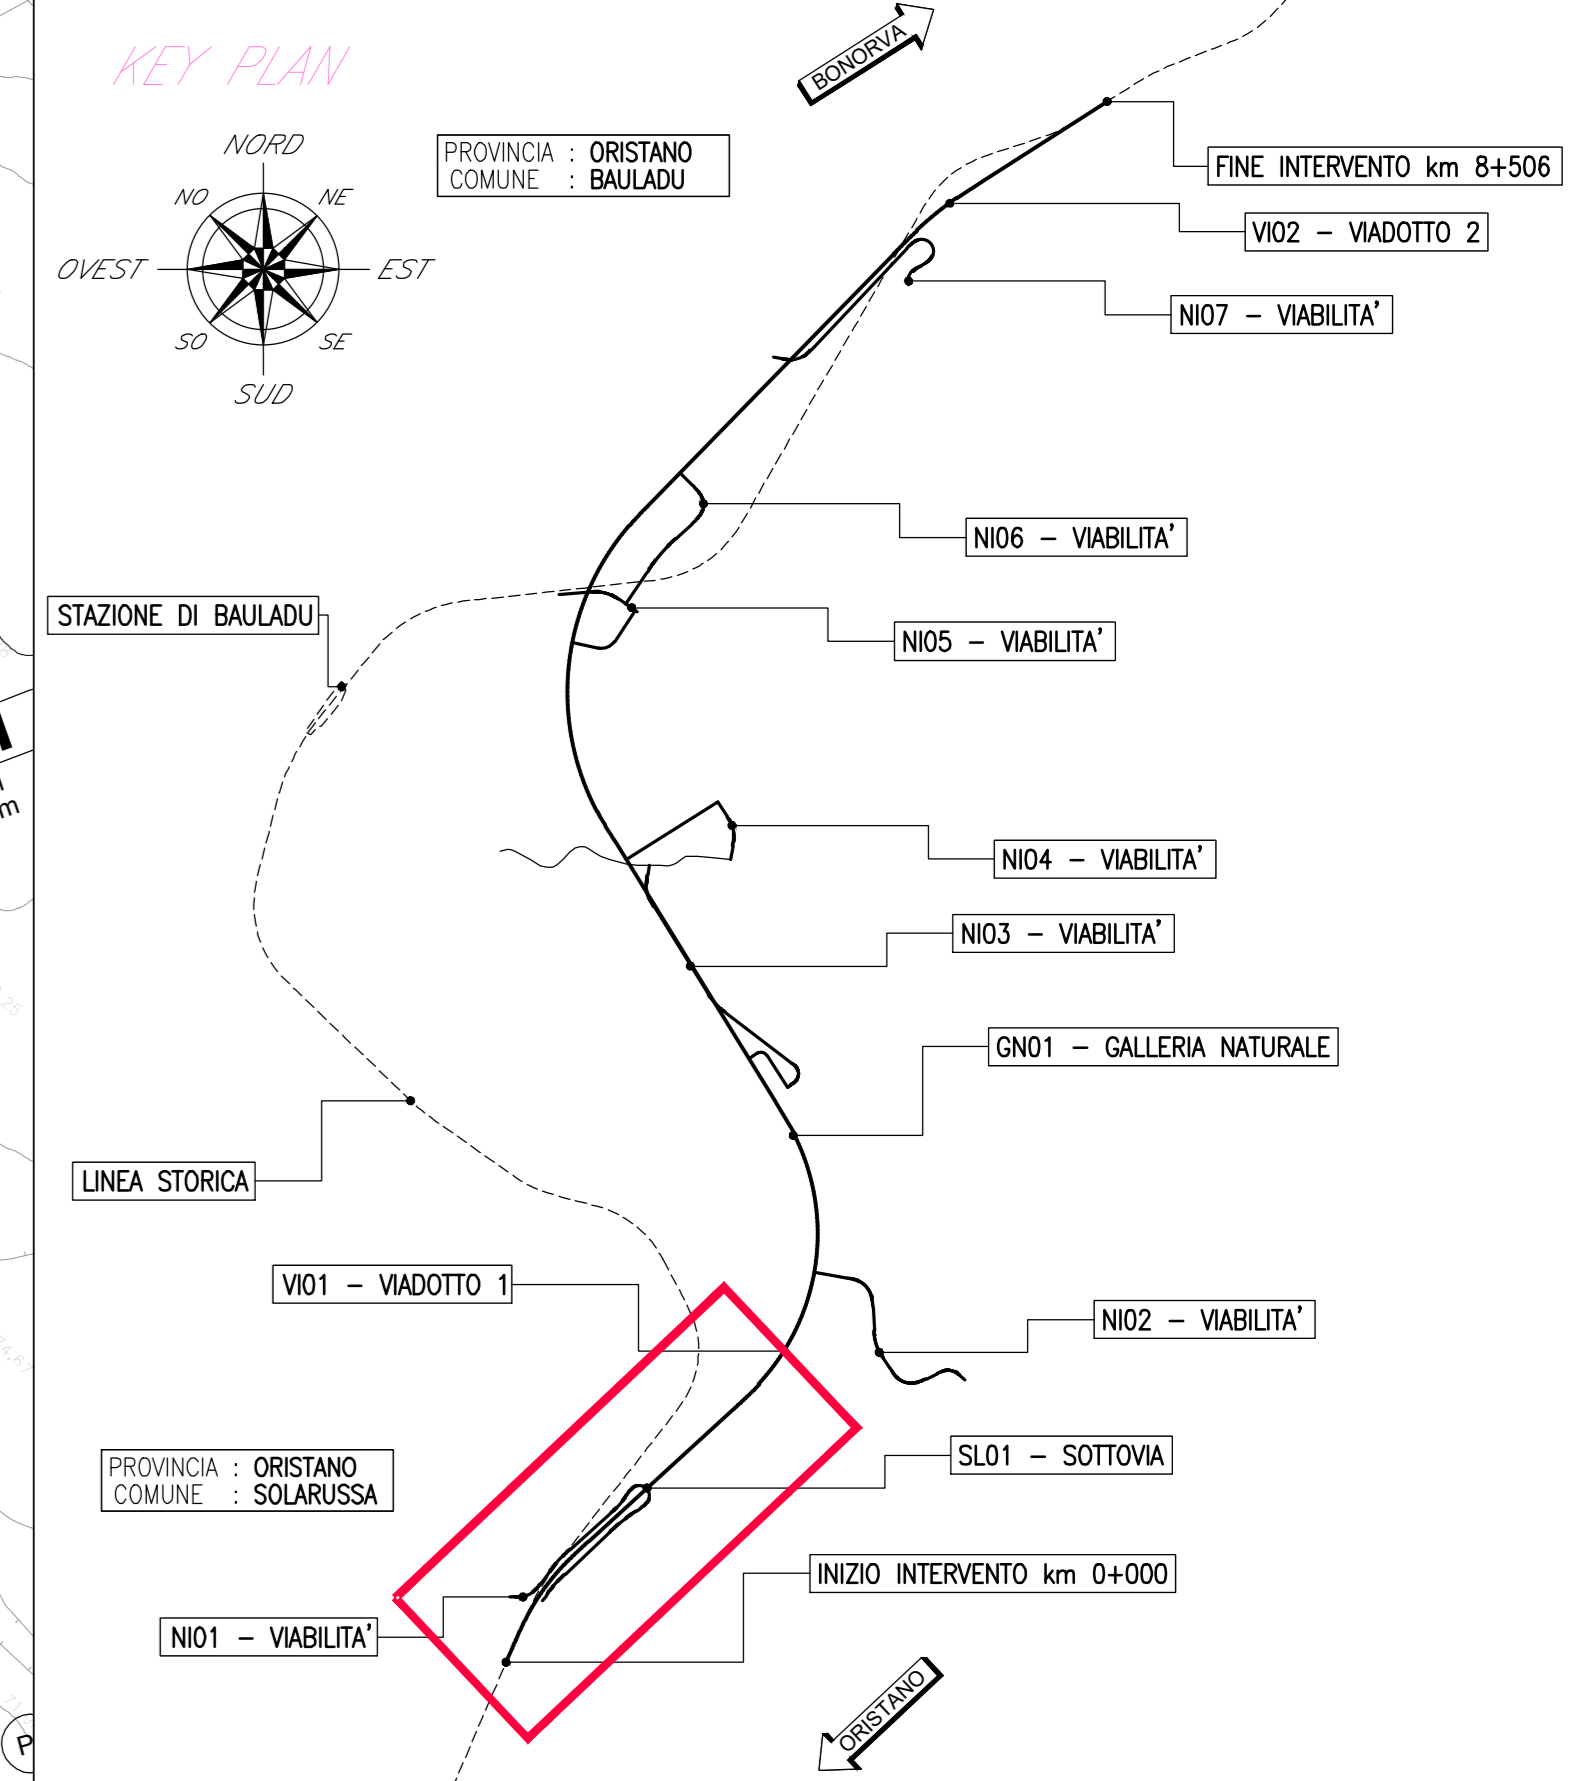 KEY PLAN
BONORVA
NORD
NO
NE
OVEST
EST
SO
SE
SUD
PROVINCIA : ORISTANO
COMUNE : BAULADU
FINE INTERVENTO km 8+506
VI02 – VIADOTTO 2
NI07 – VIABILITA'
NI06 – VIABILITA'
STAZIONE DI BAULADU
NI05 – VIABILITA'
m
NI04 – VIABILITA'
NI03 – VIABILITA'
GN01 – GALLERIA NATURALE
LINEA STORICA
VI01 – VIADOTTO 1
NI02 – VIABILITA'
SL01 – SOTTOVIA
PROVINCIA : ORISTANO
COMUNE : SOLARUSSA
INIZIO INTERVENTO km 0+000
NI01 – VIABILITA'
ORISTANO
P